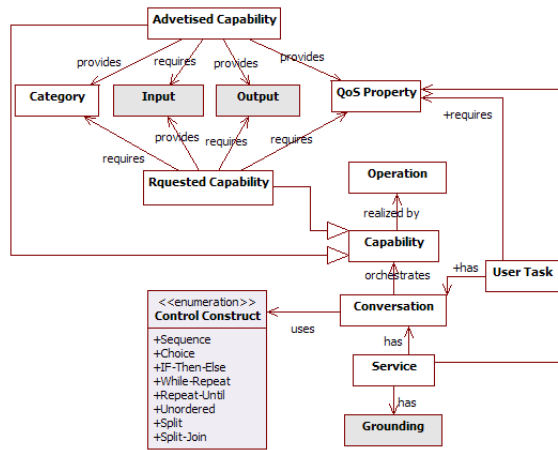 Advetised Capability
provides
requires
provides
provides
Category
Input
Output
QoS Property
+requires
requires
provides
requires
requires
Rquested Capability
Operation
realized by
Capability
orchestrates
+has
User Task
<<enumeration>>
Control Construct
+Sequence
+Choice
+IF-Then-Else
+While-Repeat
+Repeat-Until
+Unordered
+Split
+Split-Join
uses
Conversation
has
Service
has
Grounding